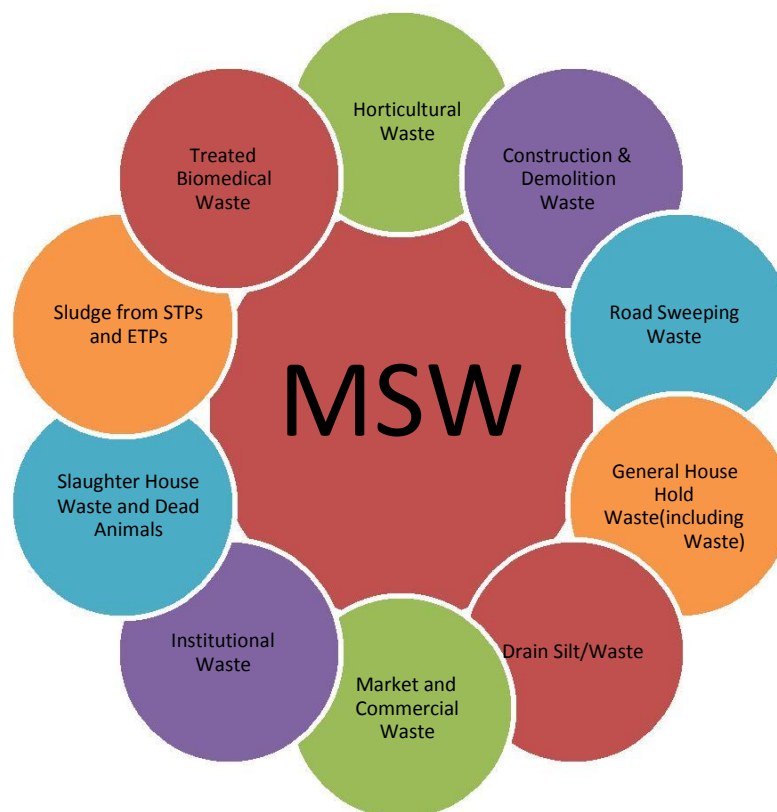 Horticultural
Waste
Construction &
Demolition
Waste
Road Sweeping
Waste
General House
Hold
Waste(including
Waste)
Drain Silt/Waste
Market and
Commercial
Waste
Institutional
Waste
Slaughter House
Waste and Dead
Animals
Sludge from STPs
and ETPs
Treated
Biomedical
Waste
MSW